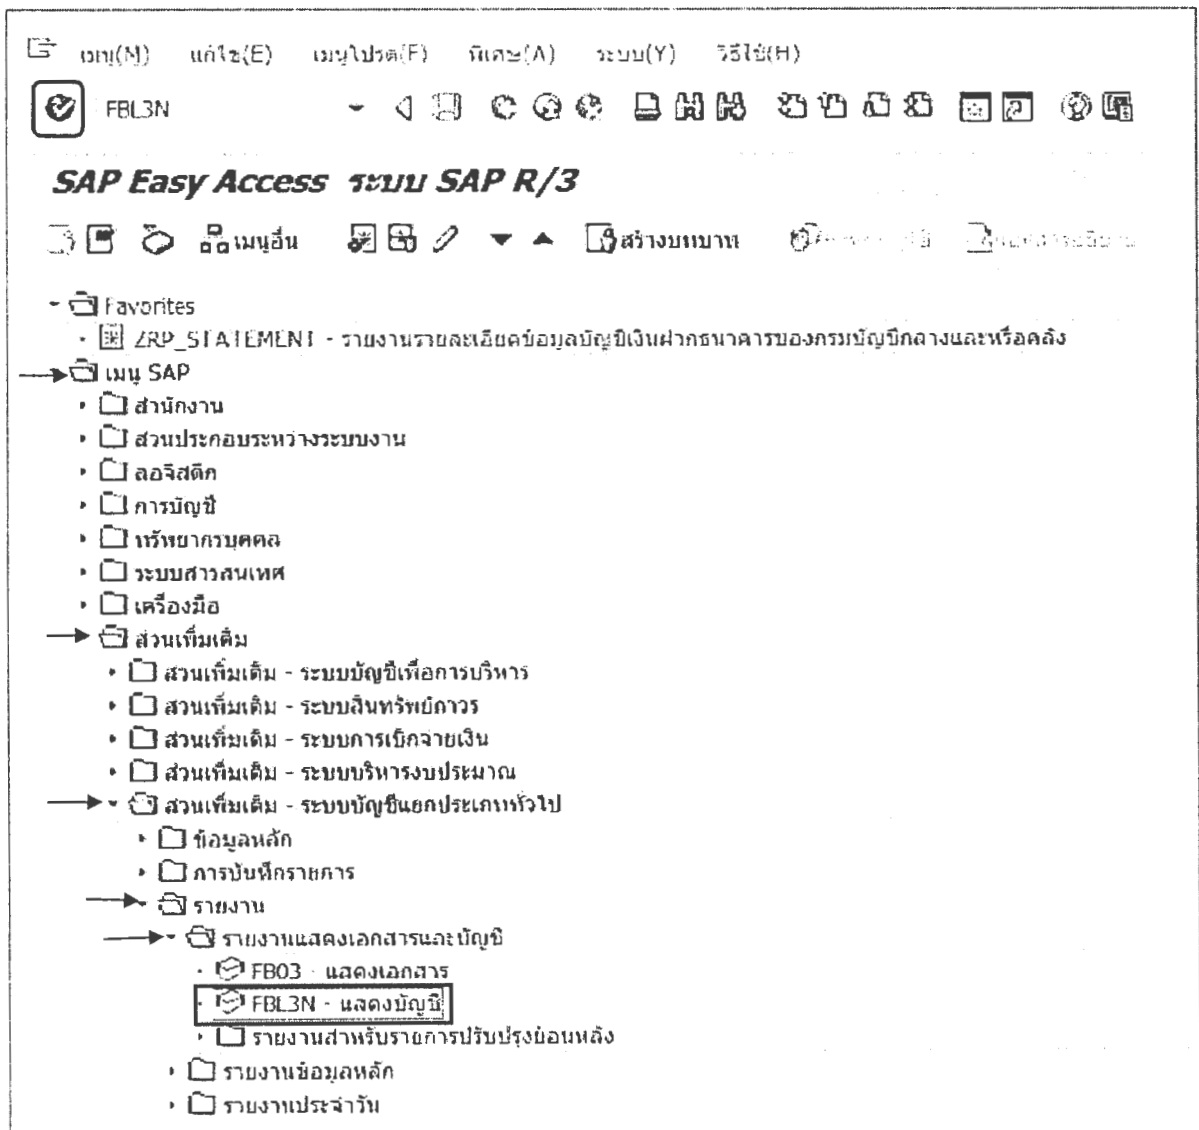 เมนู(M) แก้ไข(E) เมนูโปรด(F) พิเศษ(A) ระบบ(Y) วิธีใช้(H)
FBL3N
SAP Easy Access ระบบ SAP R/3
เมนูอื่น สร้างบทบาท
Favorites
ZRP_STATEMENT - รายงานรายละเอียดข้อมูลบัญชีเงินฝากธนาคารของกรมบัญชีกลางและหรือคลัง
เมนู SAP
สำนักงาน
ส่วนประกอบระหว่างระบบงาน
ลอจิสติก
การบัญชี
ทรัพยากรบุคคล
ระบบสารสนเทศ
เครื่องมือ
ส่วนเพิ่มเติม
ส่วนเพิ่มเติม - ระบบบัญชีเพื่อการบริหาร
ส่วนเพิ่มเติม - ระบบสินทรัพย์ถาวร
ส่วนเพิ่มเติม - ระบบการเบิกจ่ายเงิน
ส่วนเพิ่มเติม - ระบบบริหารงบประมาณ
ส่วนเพิ่มเติม - ระบบบัญชีแยกประเภททั่วไป
ข้อมูลหลัก
การบันทึกรายการ
รายงาน
รายงานแสดงเอกสารและบัญชี
FB03 - แสดงเอกสาร
FBL3N - แสดงบัญชี
รายงานสำหรับรายการปรับปรุงย้อนหลัง
รายงานข้อมูลหลัก
รายงานประจำวัน